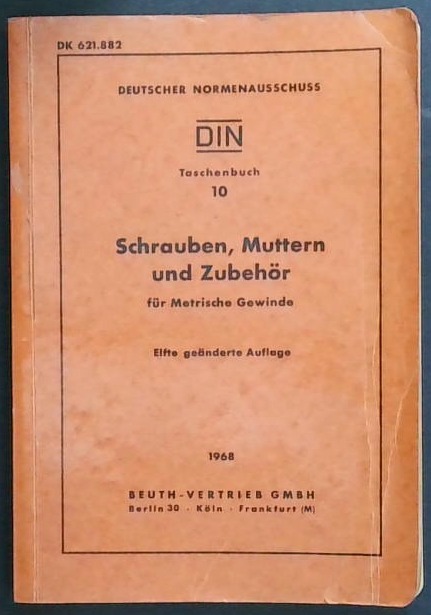 DK 621.882
DEUTSCHER NORMENAUSSCHUSS
DIN
Taschenbuch
10
Schrauben, Muttern
und Zubehör
für Metrische Gewinde
Elfte geänderte Auflage
1968
BEUTH-VERTRIEB GMBH
Berlin 30 · Köln · Frankfurt (M)